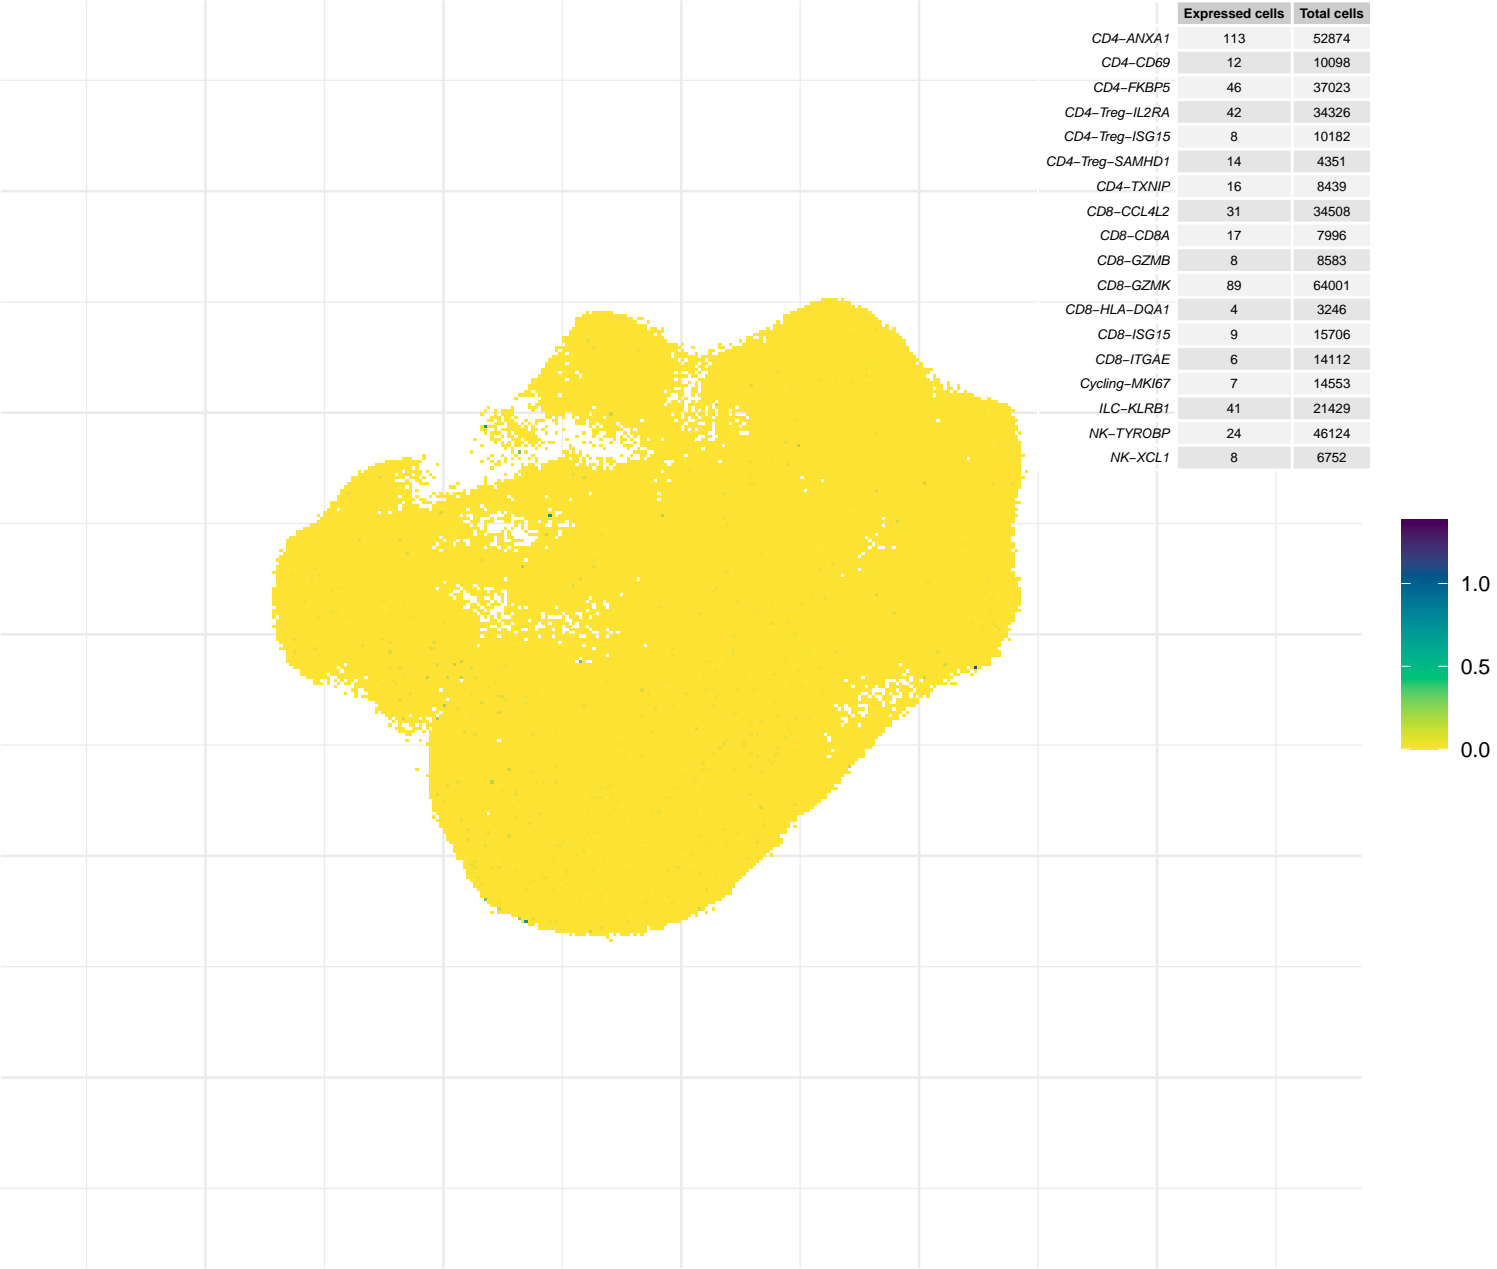 Expressed cells Total cells
CD4−ANXA1 113 52874
CD4−CD69 12 10098
CD4−FKBP5 46 37023
CD4−Treg−IL2RA 42 34326
CD4−Treg−ISG15 8 10182
CD4−Treg−SAMHD1 14 4351
CD4−TXNIP 16 8439
CD8−CCL4L2 31 34508
CD8−CD8A 17 7996
CD8−GZMB 8 8583
CD8−GZMK 89 64001
CD8−HLA−DQA1 4 3246
CD8−ISG15 9 15706
CD8−ITGAE 6 14112
Cycling−MKI67 7 14553
ILC−KLRB1 41 21429
NK−TYROBP 24 46124
NK−XCL1 8 6752
1.0
0.5
0.0